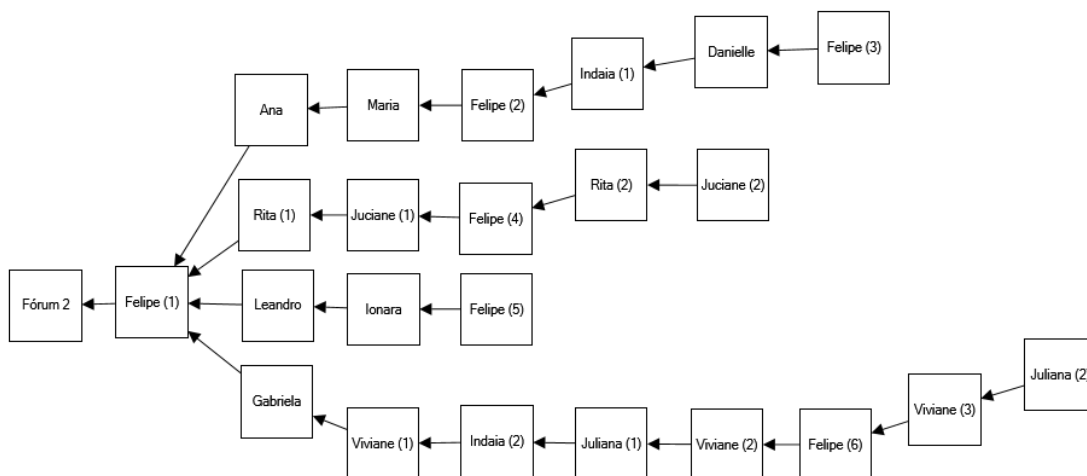 Danielle
Felipe (3)
Indaia (1)
Ana
Maria
Felipe (2)
Rita (1)
Juciane (1)
Felipe (4)
Rita (2)
Juciane (2)
Fórum 2
Felipe (1)
Leandro
Ionara
Felipe (5)
Gabriela
Viviane (1)
Indaia (2)
Juliana (1)
Viviane (2)
Felipe (6)
Viviane (3)
Juliana (2)